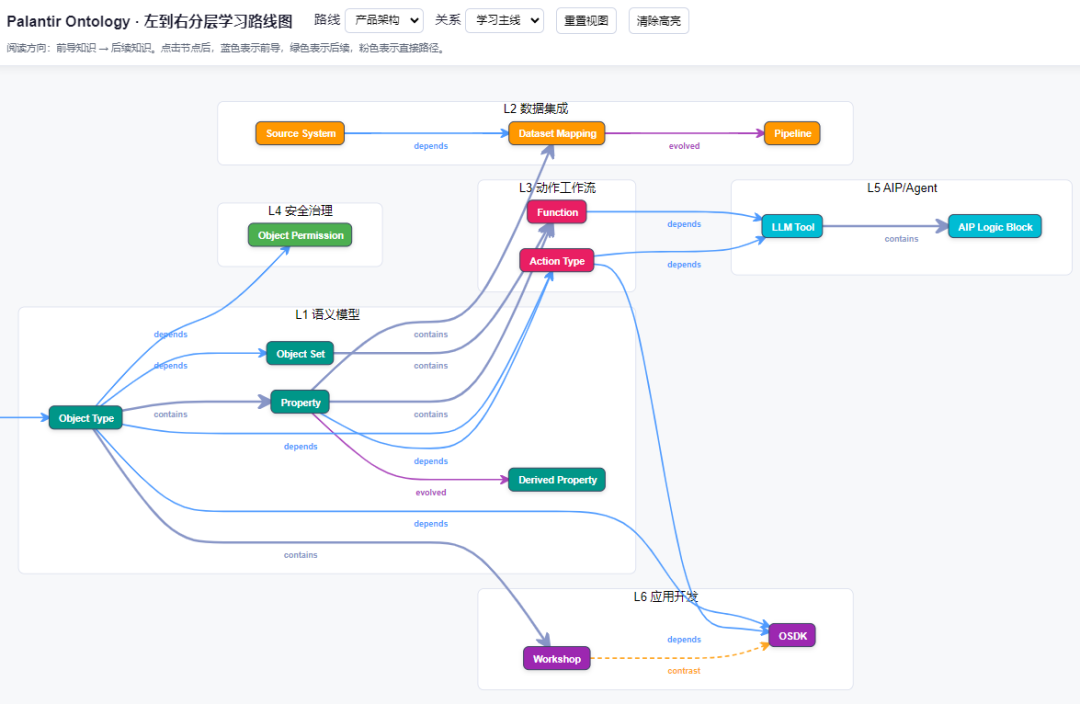 Palantir Ontology · 左到右分层学习路线图 路线 产品架构 关系 学习主线 重置视图 清除高亮
阅读方向：前导知识 → 后续知识。点击节点后，蓝色表示前导，绿色表示后续，粉色表示直接路径。
L2 数据集成
Source System
depends
Dataset Mapping
evolved
Pipeline
L4 安全治理
Object Permission
L3 动作工作流
Function
Action Type
depends
depends
L5 AIP/Agent
LLM Tool
contains
AIP Logic Block
L1 语义模型
depends
Object Set
contains
depends
contains
Property
Object Type
contains
contains
depends
depends
evolved
Derived Property
depends
contains
L6 应用开发
OSDK
depends
Workshop
contrast